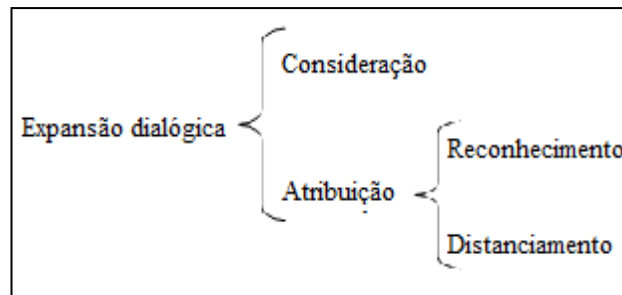 Consideração
Expansão dialógica
Reconhecimento
Atribuição
Distanciamento